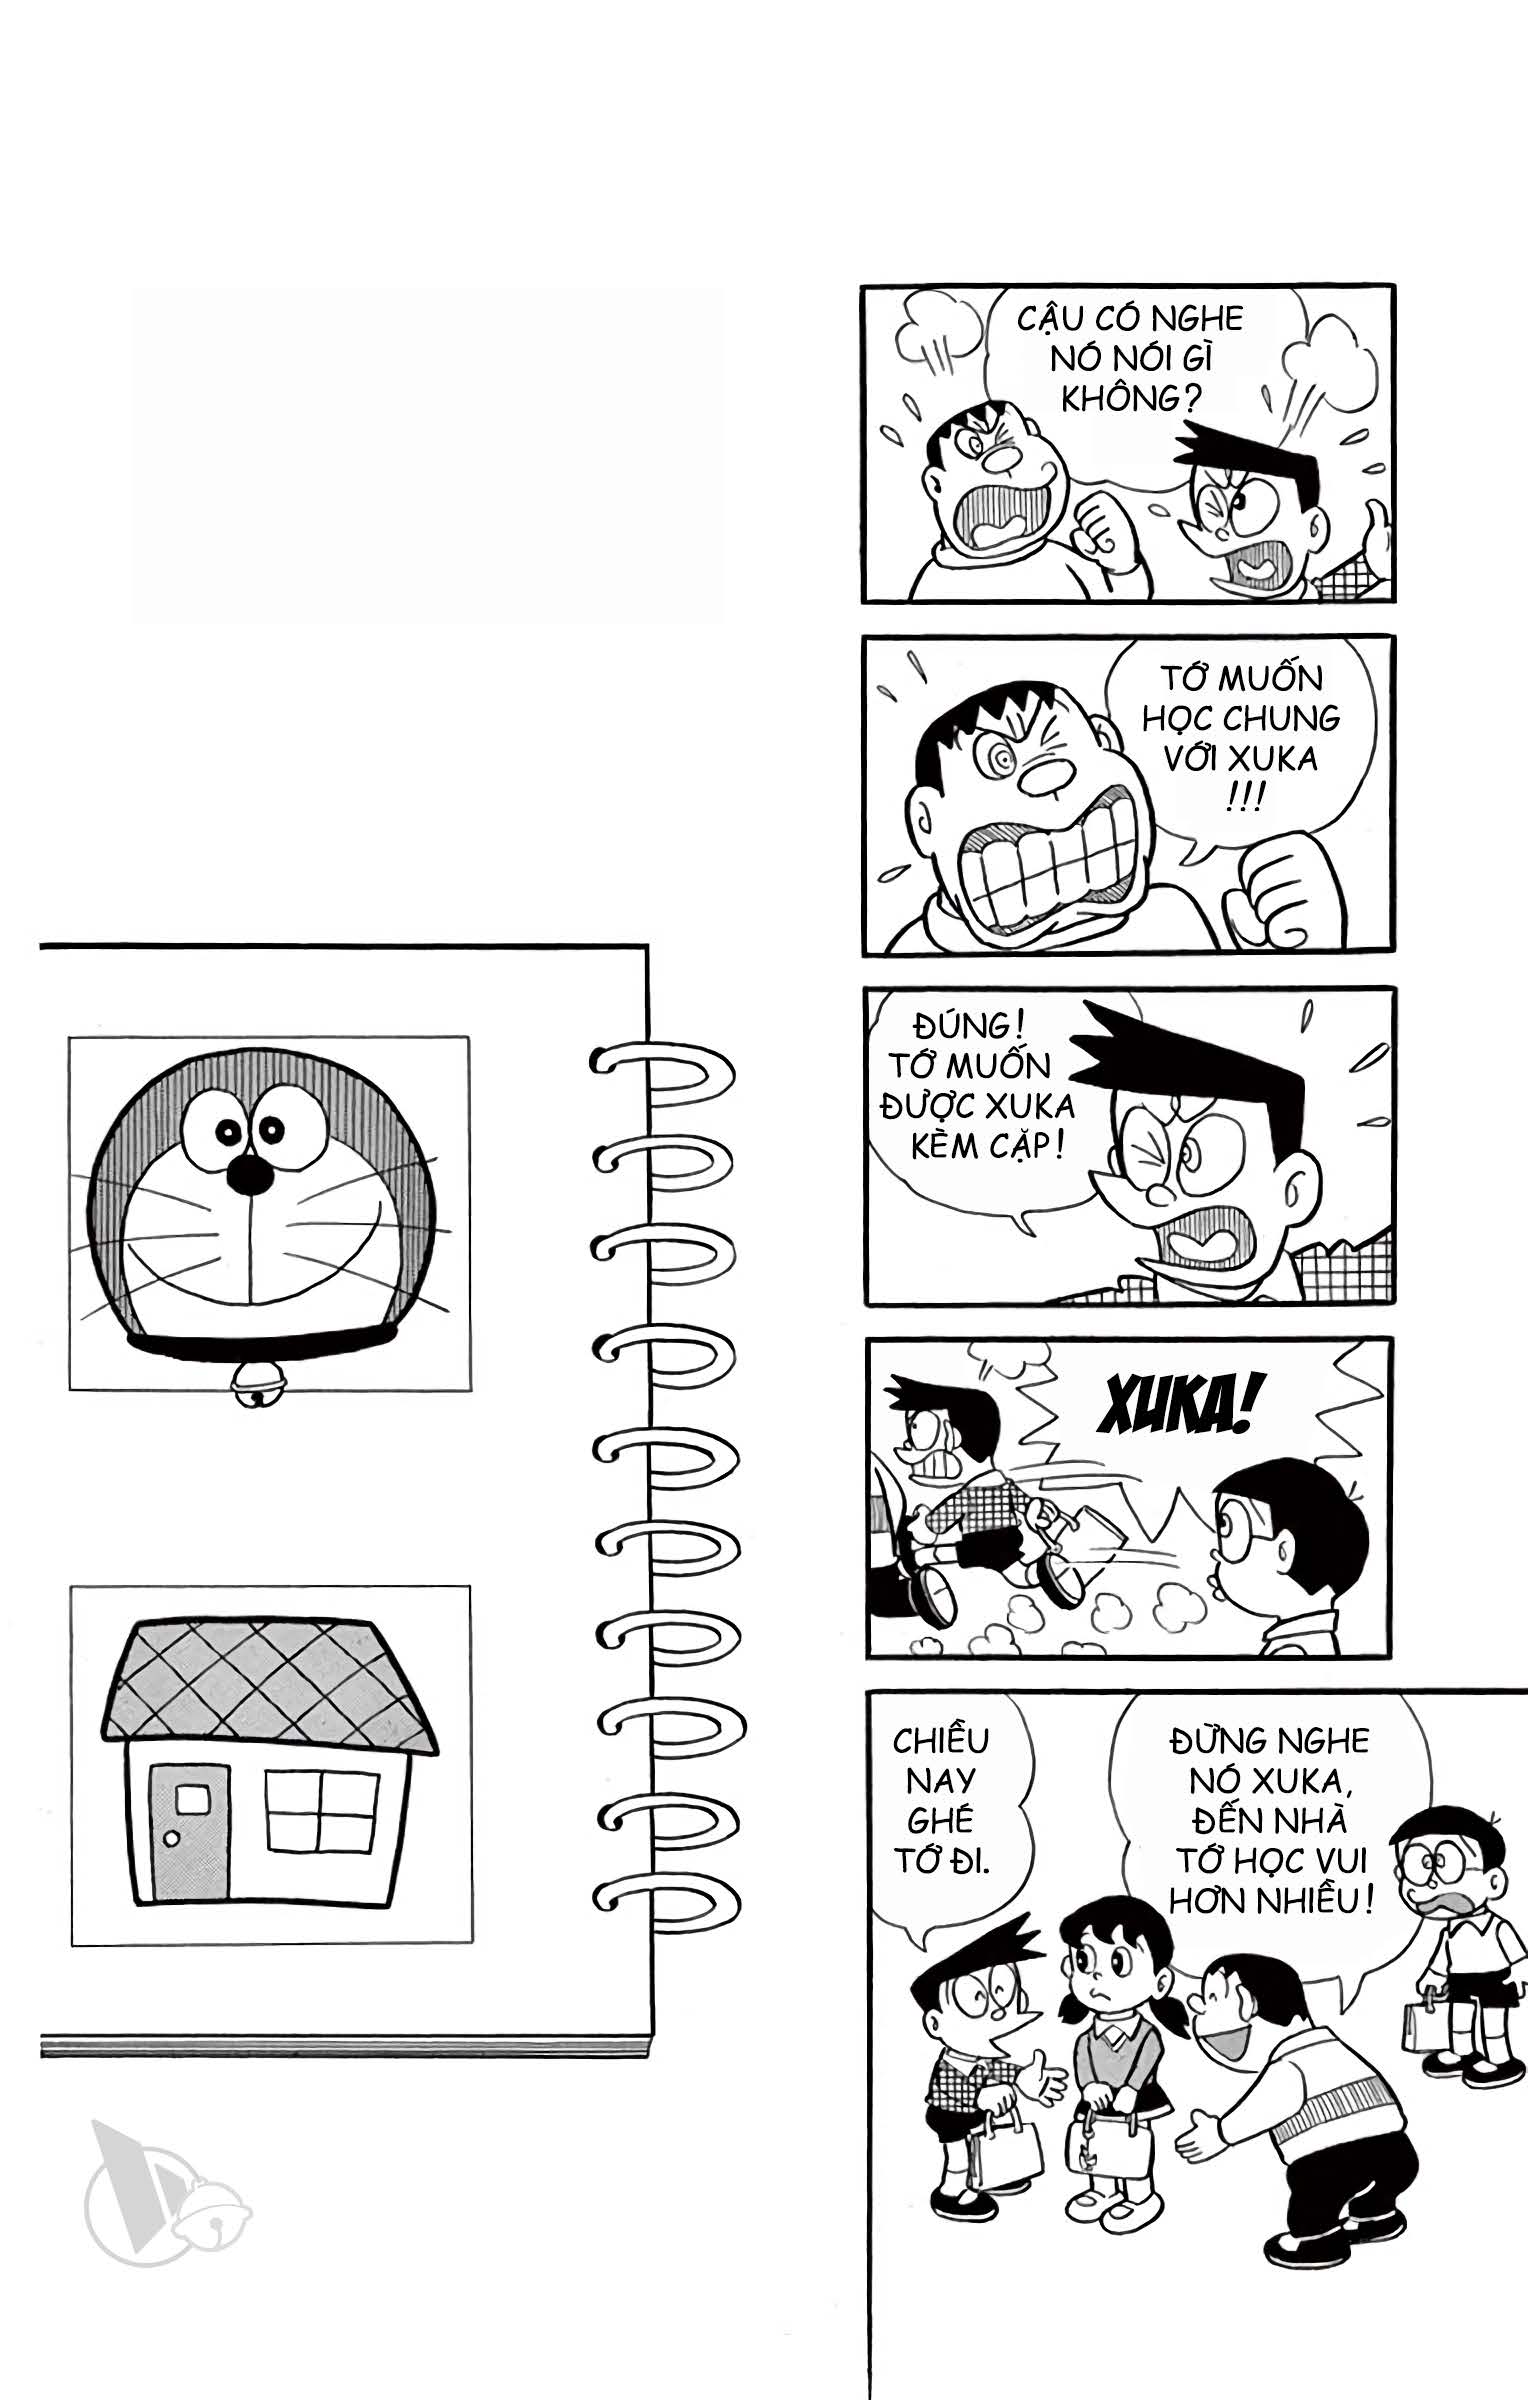 CẬU CÓ NGHE
NÓ NÓI GÌ
KHÔNG?
TỚ MUỐN
HỌC CHUNG
VỚI XUKA
!!!
ĐÚNG!
TỚ MUỐN
ĐƯỢC XUKA
KÈM CẶP!
XUKA!
CHIỀU
NAY
GHÉ
TỚ ĐI.
ĐỪNG NGHE
NÓ XUKA,
ĐẾN NHÀ
TỚ HỌC VUI
HƠN NHIỀU!